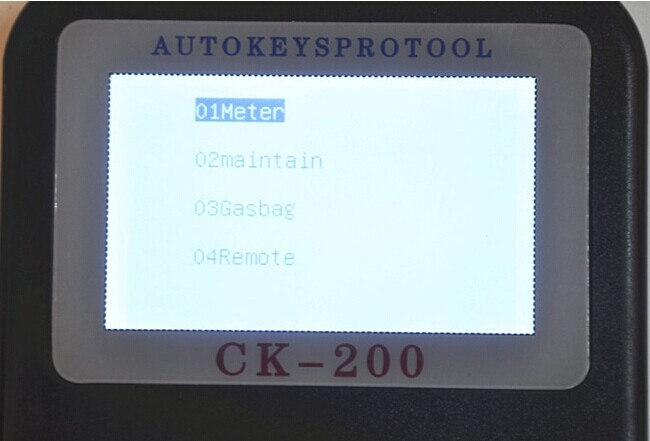 AUTOKEYSPROTOOL
01Meter
02maintain
03Gasbag
04Remote
CK-200